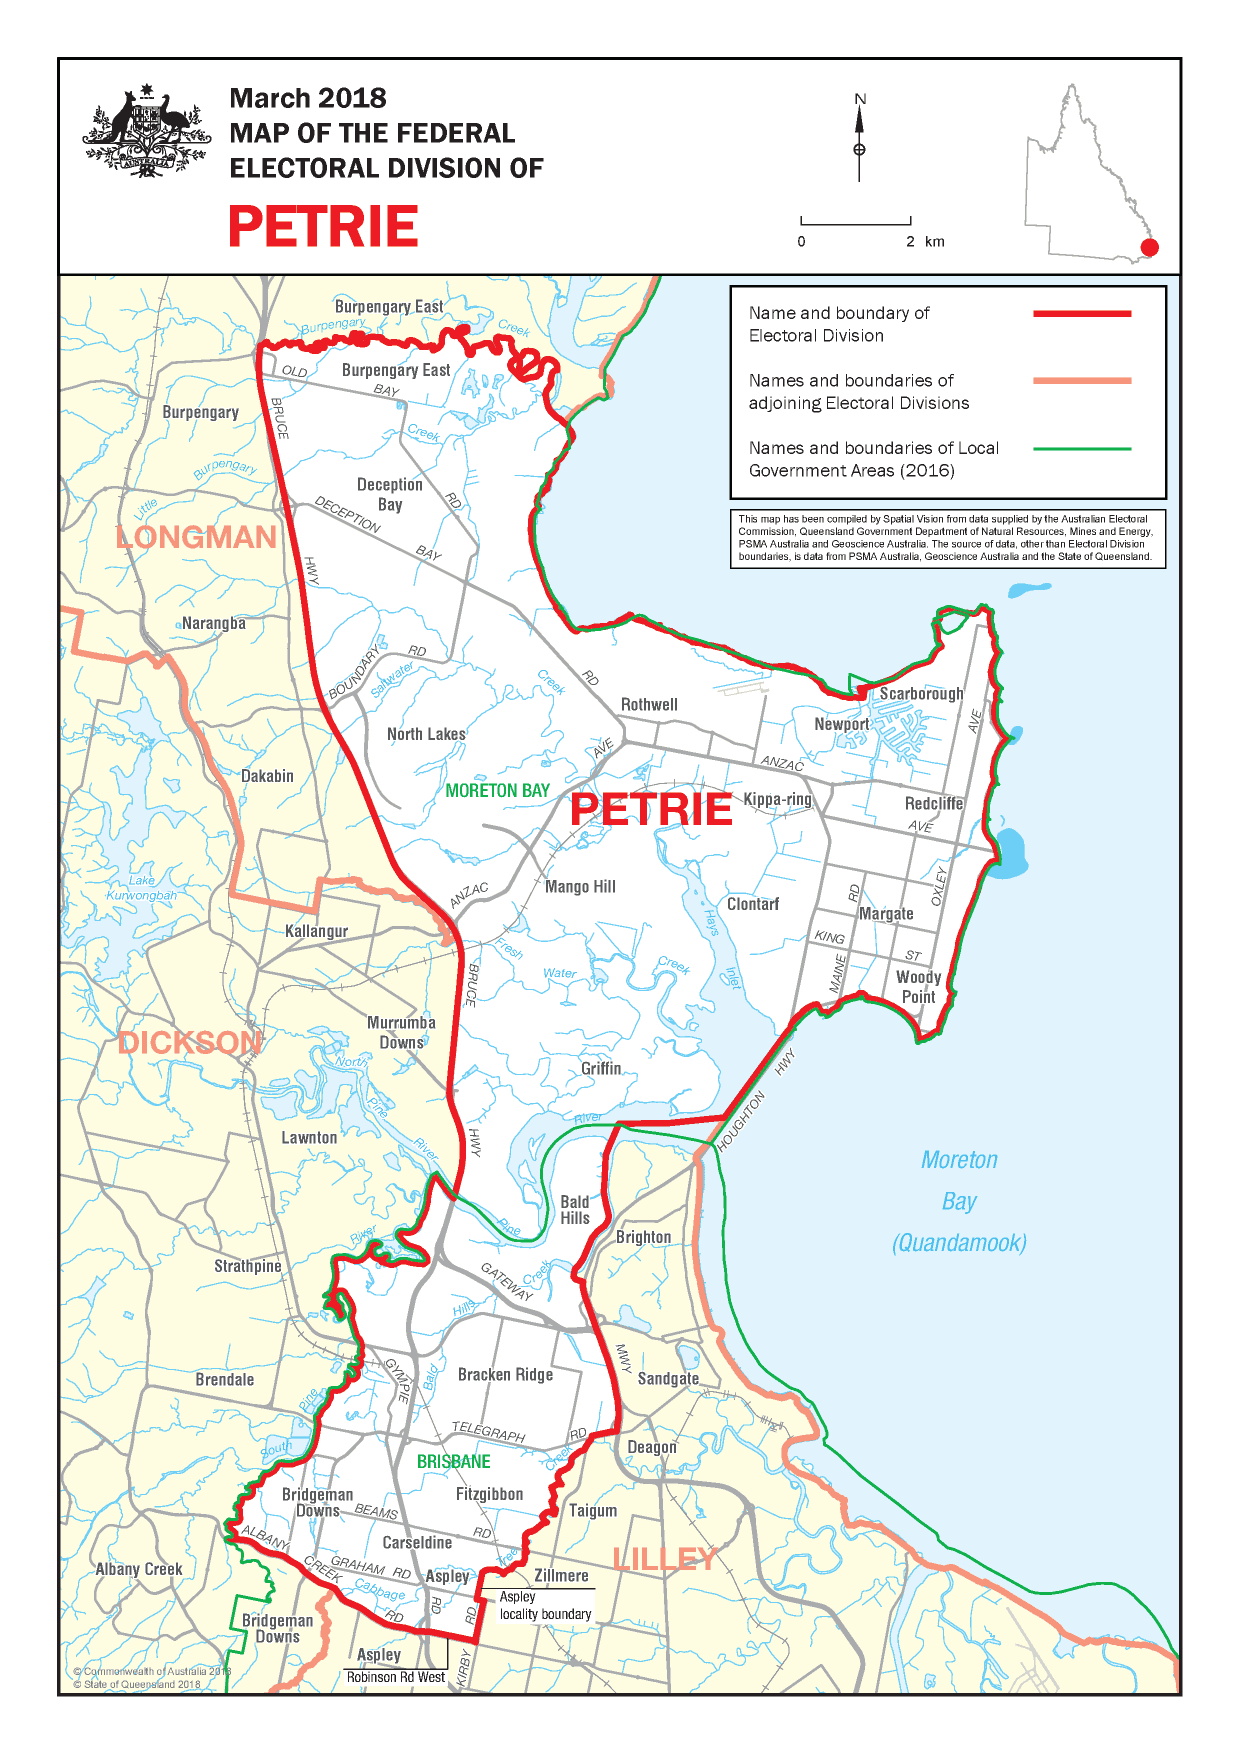 March 2018
MAP OF THE FEDERAL
ELECTORAL DIVISION OF
PETRIE
AUSTRALIA
N
0 2 km
Name and boundary of
Electoral Division
Names and boundaries of
adjoining Electoral Divisions
Names and boundaries of Local
Government Areas (2016)
This map has been compiled by Spatial Vision from data supplied by the Australian Electoral
Commission, Queensland Government Department of Natural Resources, Mines and Energy,
PSMA Australia and Geoscience Australia. The source of data, other than Electoral Division
boundaries, is data from PSMA Australia, Geoscience Australia and the State of Queensland.
Burpengary East
Burpengary Creek
Burpengary East
OLD
BAY
RD
Burpengary
BRUCE
Creek
Burpengary
Little
Deception
Bay
DECEPTION
BAY
RD
LONGMAN
HWY
Narangba
BOUNDARY
RD
Saltwater
Creek
Rothwell
Scarborough
Newport
AVE
North Lakes
AVE
ANZAC
Dakabin
MORETON BAY
PETRIE
Kippa-ring
Redcliffe
AVE
Lake
Kurwongbah
ANZAC
Mango Hill
Clontarf
RD
OXLEY
Margate
Hays
Inlet
Kallangur
KING
ST
MAINE
Woody
Point
Fresh
Water
Creek
BRUCE
Murrumba
Downs
DICKSON
North
Pine
River
Griffin
HWY
HOUGHTON
River
Lawnton
HWY
Moreton
Bay
(Quandamook)
Bald
Hills
Pine
River
Brighton
Strathpine
GATEWAY
Creek
Hills
Bald
MWY
GYMPIE
Bracken Ridge
Sandgate
Brendale
Pine
South
TELEGRAPH
RD
Creek
Deagon
BRISBANE
Bridgeman
Downs
Fitzgibbon
BEAMS
RD
Taigum
ALBANY
CREEK
RD
Carseldine
GRAHAM RD
Cabbage
Tree
LILLEY
Albany Creek
Aspley
Zillmere
Aspley
locality boundary
RD
RD
KIRBY
Bridgeman
Downs
Aspley
Robinson Rd West
© Commonwealth of Australia 2018
© State of Queensland 2018